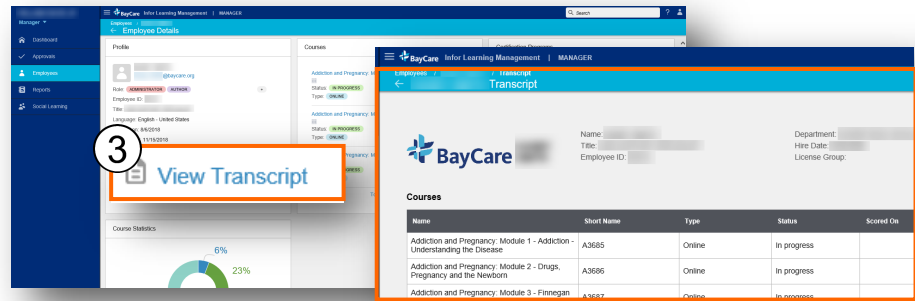 Manager
BayCare Infor Learning Management | MANAGER
Search
?
Employees /
← Employee Details
Dashboard
Approvals
Employees
Reports
Social Learning
Profile
@baycare.org
Role: ADMINISTRATOR AUTHOR
Employee ID:
Title:
Language: English - United States
8/6/2018
11/15/2018
3
View Transcript
Course Statistics
6%
23%
Courses
Addiction and Pregnancy: M
Status: IN PROGRESS
Type: ONLINE
Addiction and Pregnancy: M
Status: IN PROGRESS
Type: ONLINE
Pregnancy: M
BayCare Infor Learning Management | MANAGER
Employees / / Transcript
← Transcript
BayCare
Name:
Title:
Employee ID:
Department:
Hire Date:
License Group:
Courses
Name Short Name Type Status Scored On
Addiction and Pregnancy: Module 1 - Addiction - A3685 Online In progress
Understanding the Disease
Addiction and Pregnancy: Module 2 - Drugs, A3686 Online In progress
Pregnancy and the Newborn
Addiction and Pregnancy: Module 3 - Finnegan A3687 Online In progress